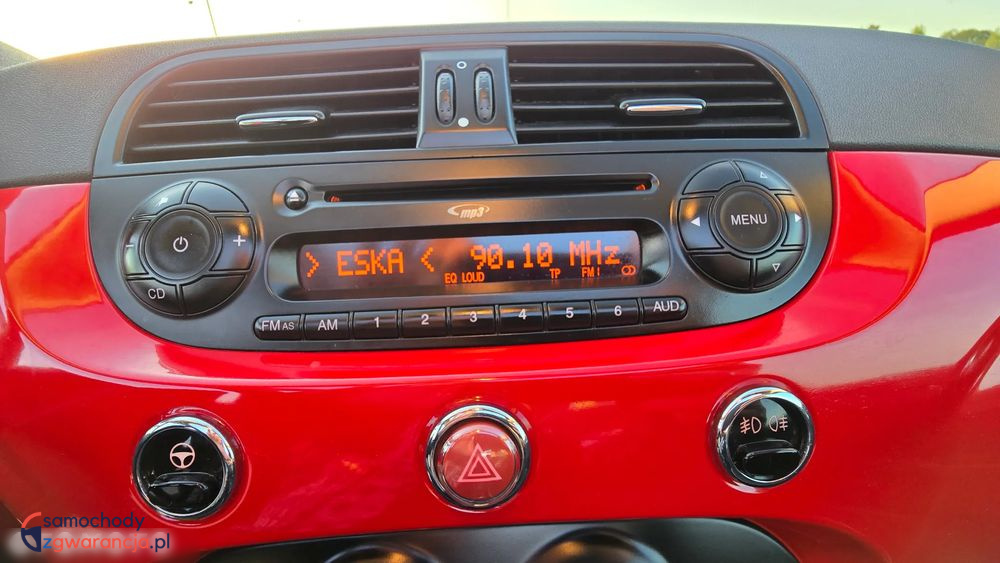 mp3
> ESKA < 90.10 MHz
EQ LOUD TP FM I
MENU
- +
CD
FM AS AM 1 2 3 4 5 6 AUD
samochody
zgwarancja.pl